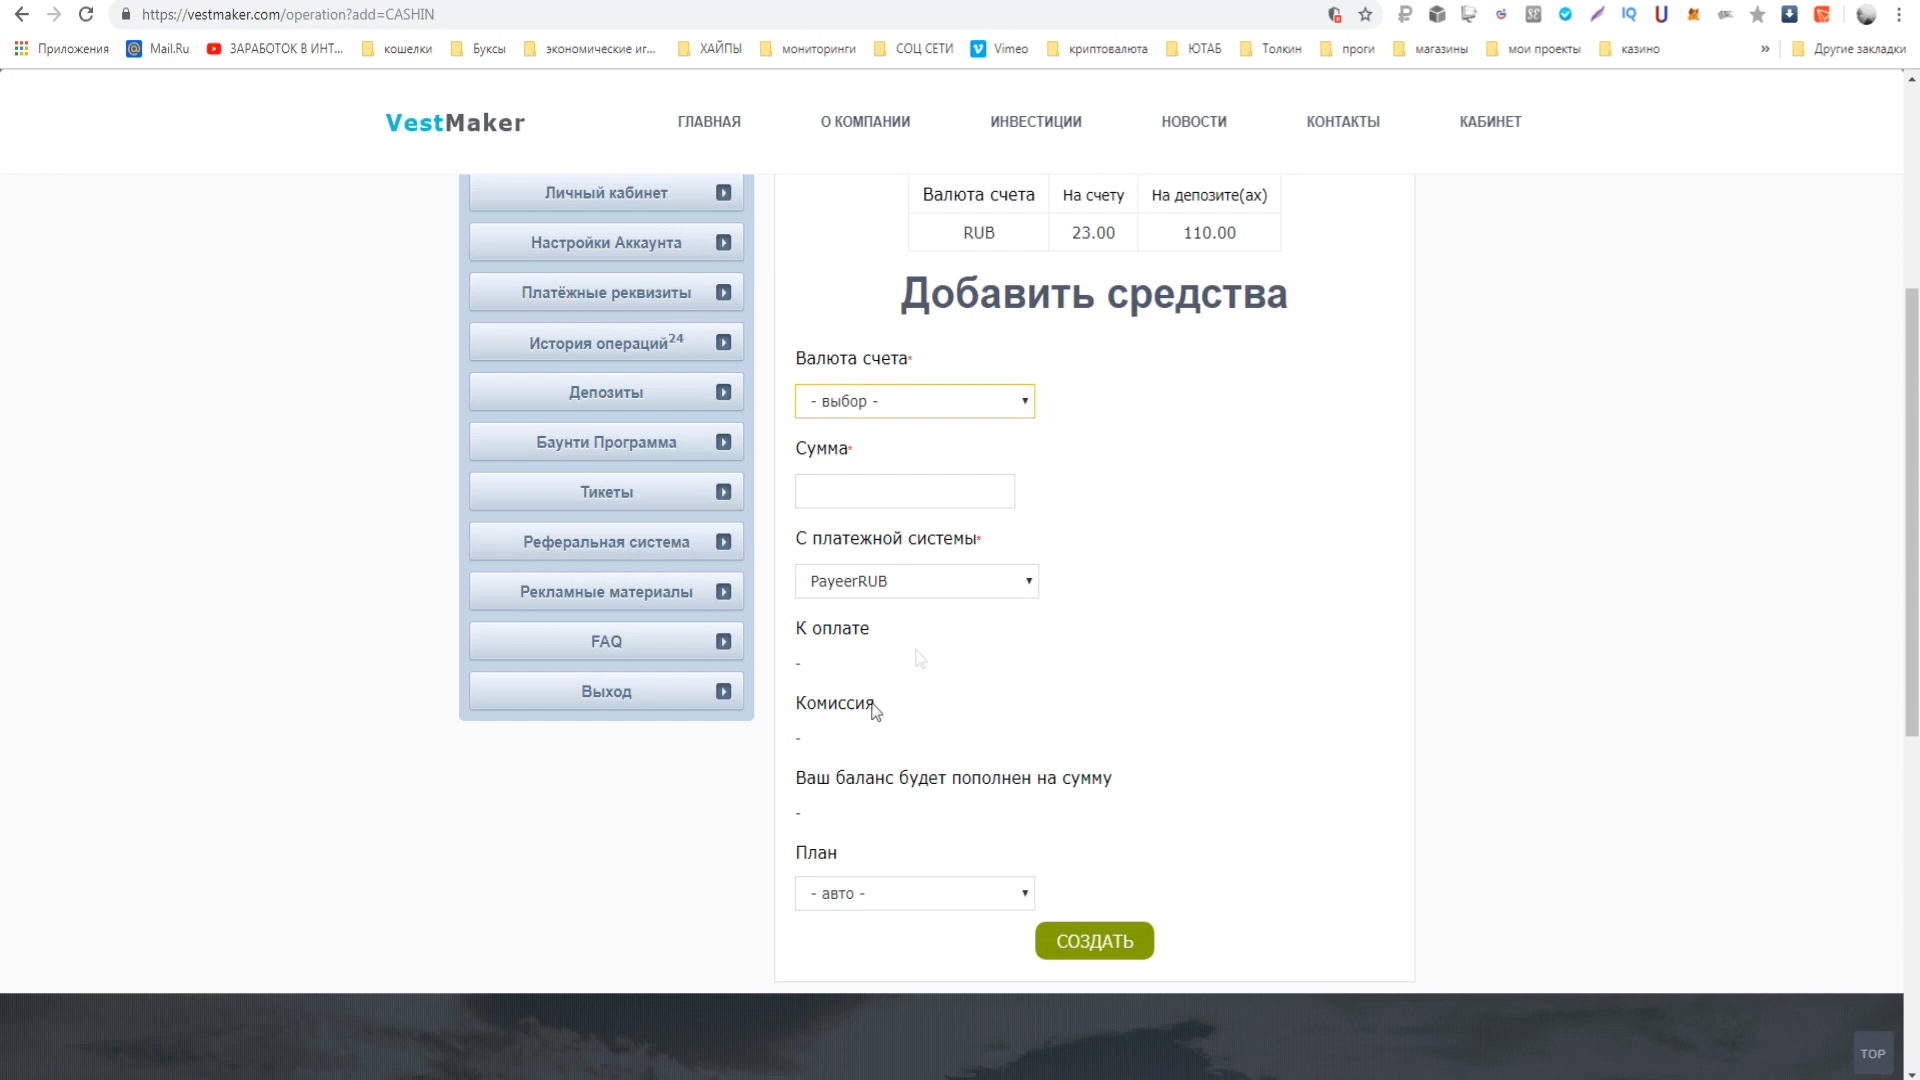 https://vestmaker.com/operation?add=CASHIN
Приложения
Mail.Ru
ЗАРАБОТОК В ИНТ...
кошелки
Буксы
экономические иг...
ХАЙПЫ
мониторинги
СОЦ СЕТИ
Vimeo
криптовалюта
ЮТАБ
Толкин
проги
магазины
мои проекты
казино
»
Другие закладки
VestMaker
ГЛАВНАЯ
О КОМПАНИИ
ИНВЕСТИЦИИ
НОВОСТИ
КОНТАКТЫ
КАБИНЕТ
Личный кабинет
Настройки Аккаунта
Платёжные реквизиты
История операций24
Депозиты
Баунти Программа
Тикеты
Реферальная система
Рекламные материалы
FAQ
Выход
Валюта счета На счету На депозите(ах)
RUB 23.00 110.00
Добавить средства
Валюта счета*
- выбор -
Сумма*
С платежной системы*
PayeerRUB
К оплате
-
Комиссия
-
Ваш баланс будет пополнен на сумму
-
План
- авто -
СОЗДАТЬ
TOP